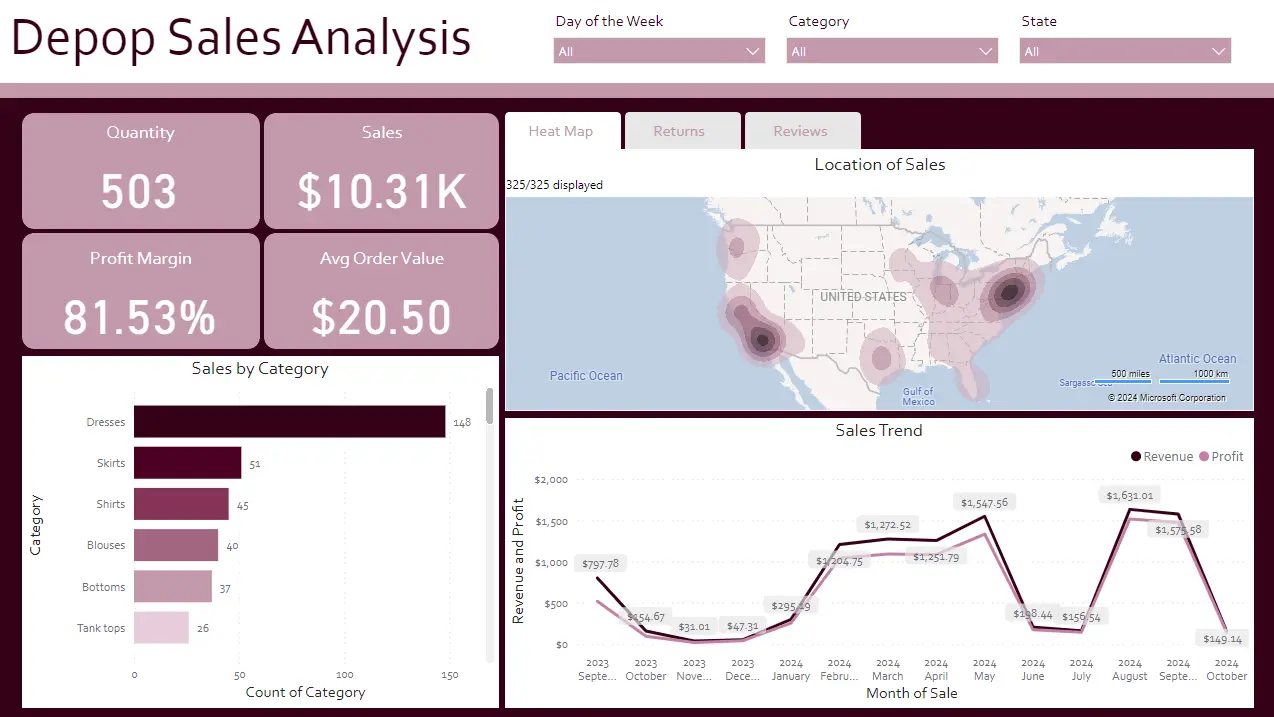 Depop Sales Analysis
Day of the Week
All
Category
All
State
All
Quantity
503
Sales
$10.31K
Profit Margin
81.53%
Avg Order Value
$20.50
Heat Map
Returns
Reviews
Location of Sales
325/325 displayed
UNITED STATES
Pacific Ocean
Atlantic Ocean
Gulf of
Mexico
500 miles
1000 km
© 2024 Microsoft Corporation
Sales by Category
Category
Dresses 148
Skirts 51
Shirts 45
Blouses 40
Bottoms 37
Tank tops 26
0 50 100 150
Count of Category
Sales Trend
Revenue Profit
Revenue and Profit
$2,000
$1,500
$1,000
$500
$0
$797.78
$154.67
$31.01
$47.31
$295.49
$1,204.75
$1,272.52
$1,251.79
$1,547.56
$198.44
$156.54
$1,631.01
$1,575.58
$149.14
2023 2023 2023 2023 2024 2024 2024 2024 2024 2024 2024 2024 2024 2024
Septe... October Nove... Dece... January Febru... March April May June July August Septe... October
Month of Sale